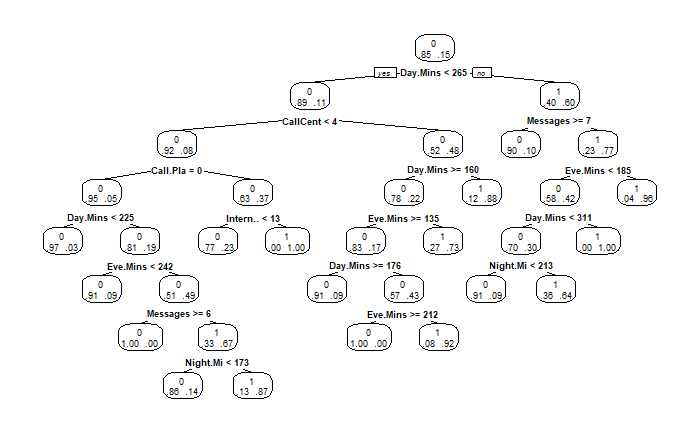 0
.85 .15
yes Day.Mins < 265 no
0 1
.89 .11 .40 .60
CallCent < 4 Messages >= 7
0 0 0 1
.92 .08 .52 .48 .90 .10 .23 .77
Call.Pla = 0 Day.Mins >= 160 Eve.Mins < 185
0 0 0 1 0 1
.95 .05 .63 .37 .78 .22 .12 .88 .58 .42 .04 .96
Day.Mins < 225 Intern.. < 13 Eve.Mins >= 135 Day.Mins < 311
0 0 0 1 0 1 0 1
.97 .03 .81 .19 .77 .23 .00 1.00 .83 .17 .27 .73 .70 .30 .00 1.00
Eve.Mins < 242 Day.Mins >= 176 Night.Mi < 213
0 0 0 0 0 1
.91 .09 .51 .49 .91 .09 .57 .43 .91 .09 .36 .64
Messages >= 6 Eve.Mins >= 212
0 1 0 1
1.00 .00 .33 .67 1.00 .00 .08 .92
Night.Mi < 173
0 1
.86 .14 .13 .87